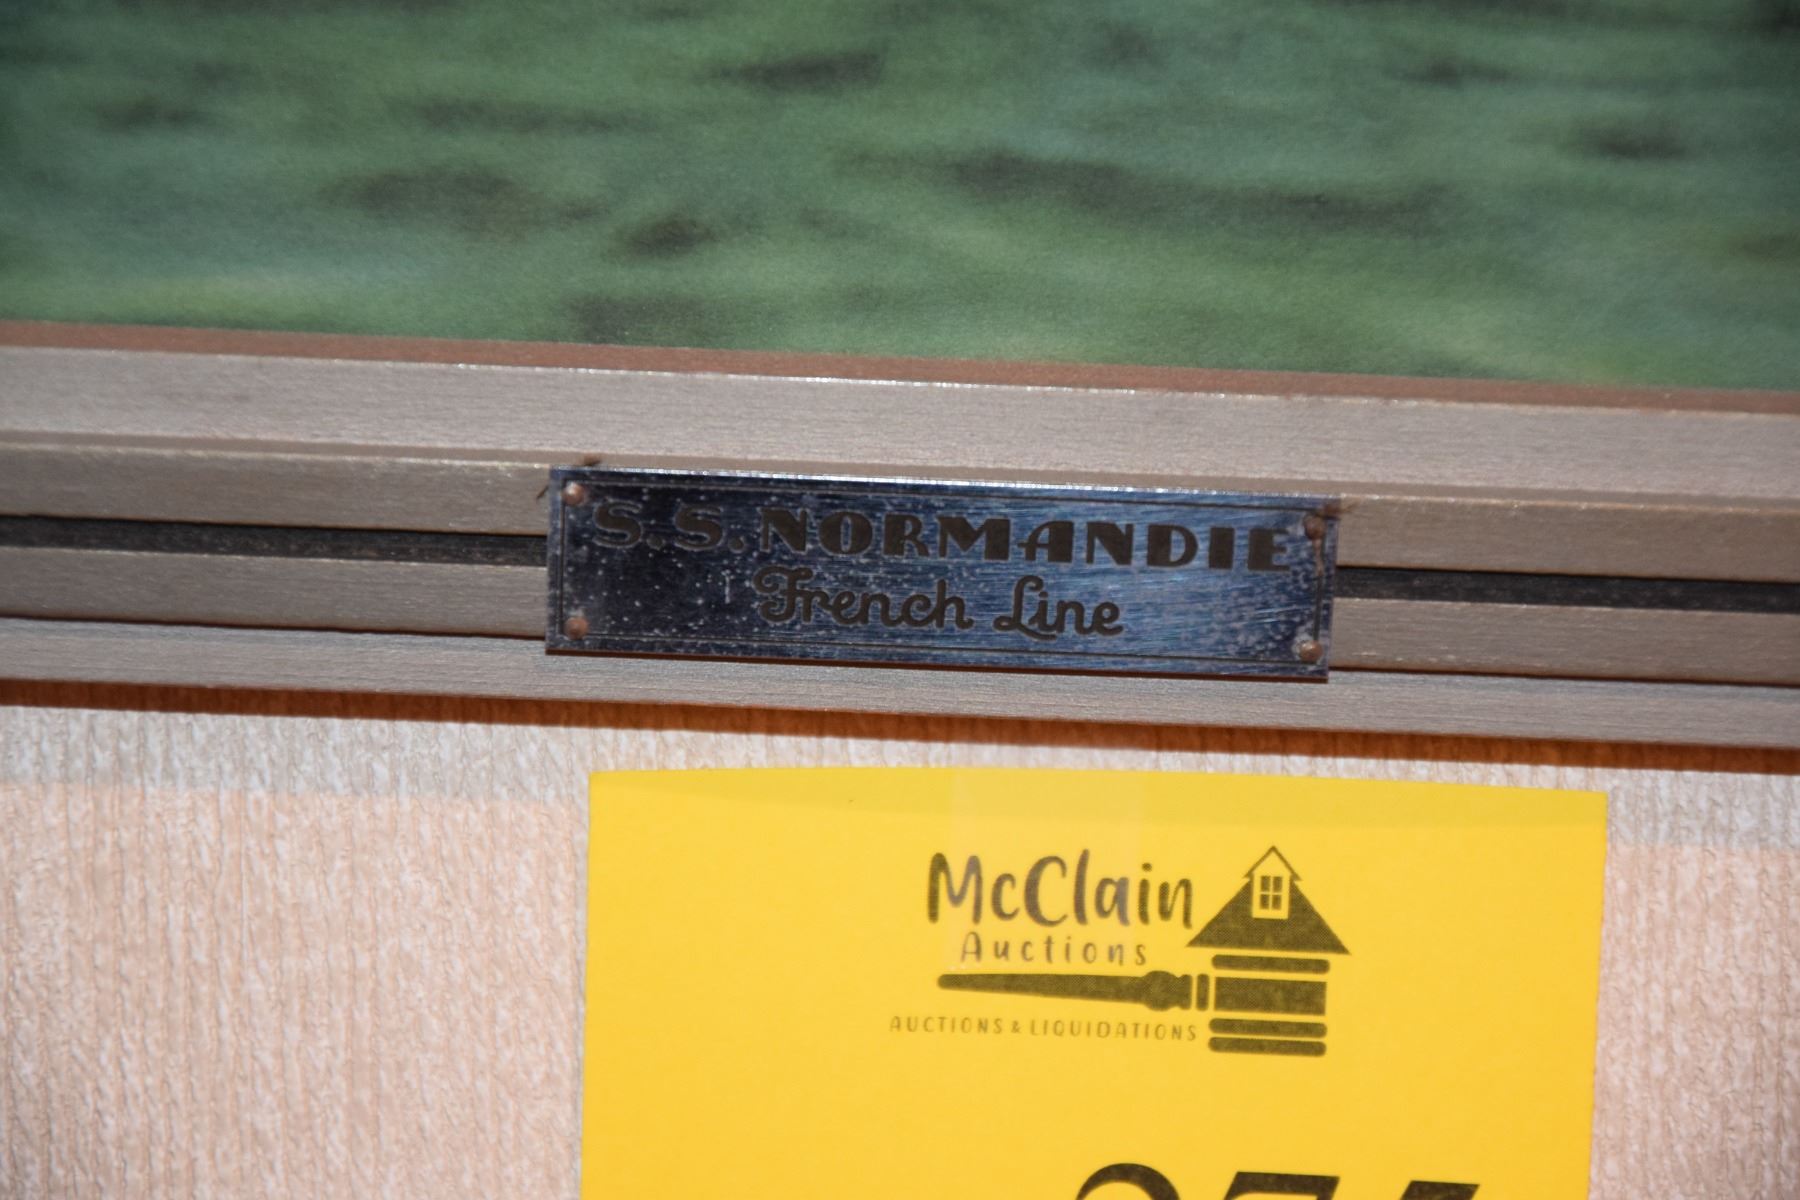 S.S. NORMANDIE
French Line
McClain
Auctions
AUCTIONS & LIQUIDATIONS